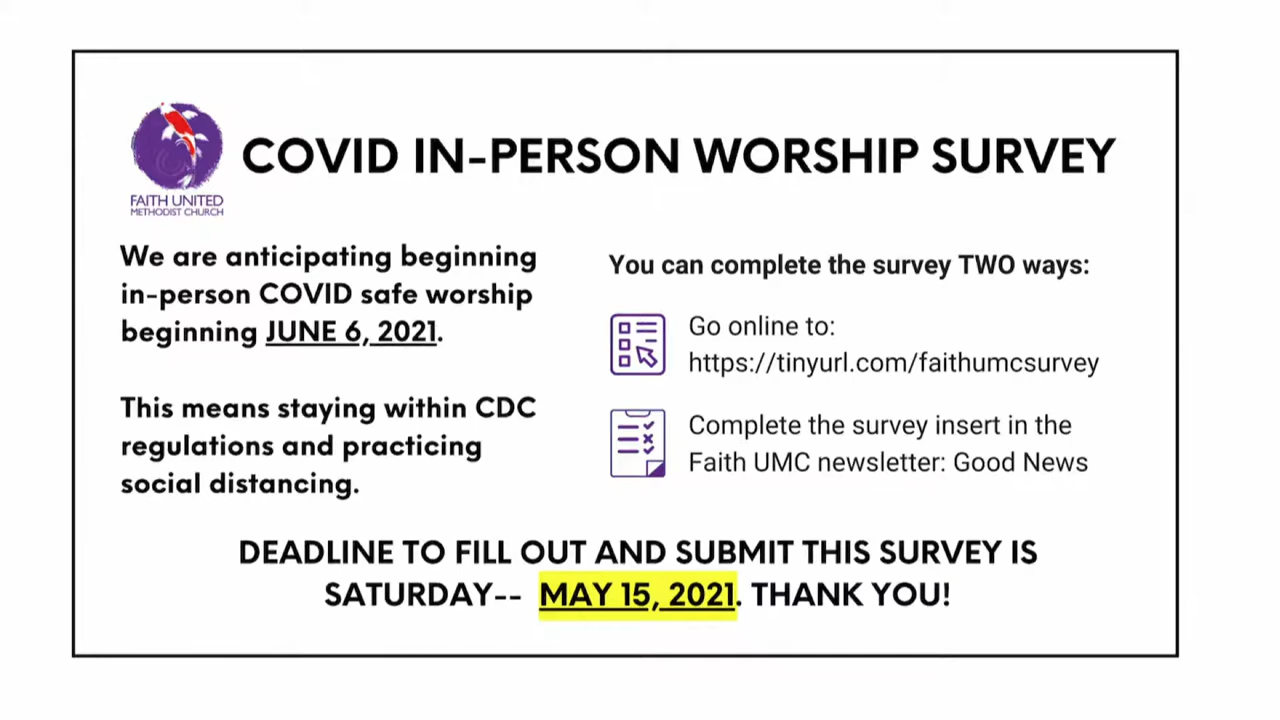 COVID IN-PERSON WORSHIP SURVEY
FAITH UNITED
METHODIST CHURCH
We are anticipating beginning
in-person COVID safe worship
beginning JUNE 6, 2021.
This means staying within CDC
regulations and practicing
social distancing.
You can complete the survey TWO ways:
Go online to:
https://tinyurl.com/faithumcsurvey
Complete the survey insert in the
Faith UMC newsletter: Good News
DEADLINE TO FILL OUT AND SUBMIT THIS SURVEY IS
SATURDAY-- MAY 15, 2021. THANK YOU!